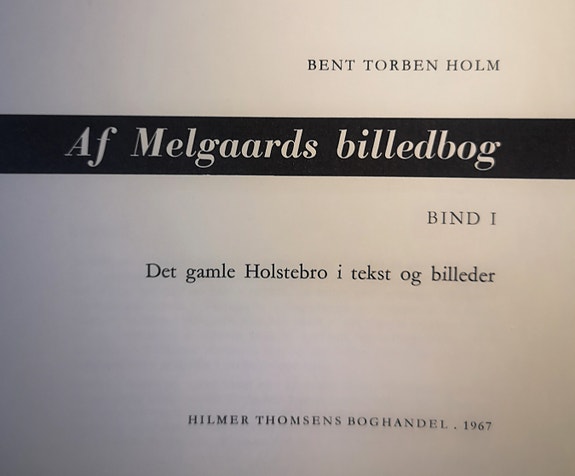 BENT TORBEN HOLM
Af Melgaards billedbog
BIND I
Det gamle Holstebro i tekst og billeder
HILMER THOMSENS BOGHANDEL . 1967